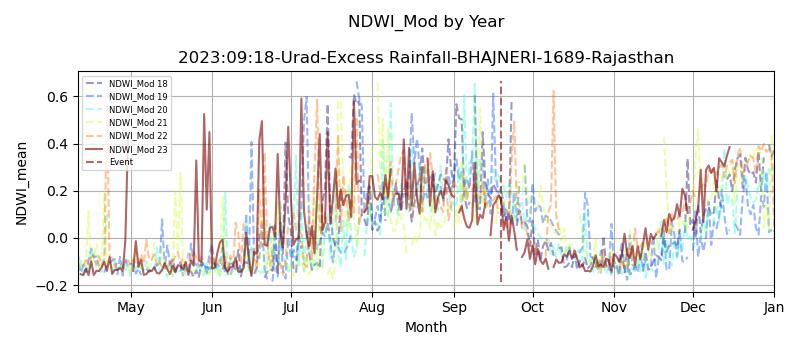 NDWI_Mod by Year
2023:09:18-Urad-Excess Rainfall-BHAJNERI-1689-Rajasthan
NDWI_mean
0.6
0.4
0.2
0.0
−0.2
NDWI_Mod 18
NDWI_Mod 19
NDWI_Mod 20
NDWI_Mod 21
NDWI_Mod 22
NDWI_Mod 23
Event
May Jun Jul Aug Sep Oct Nov Dec Jan
Month